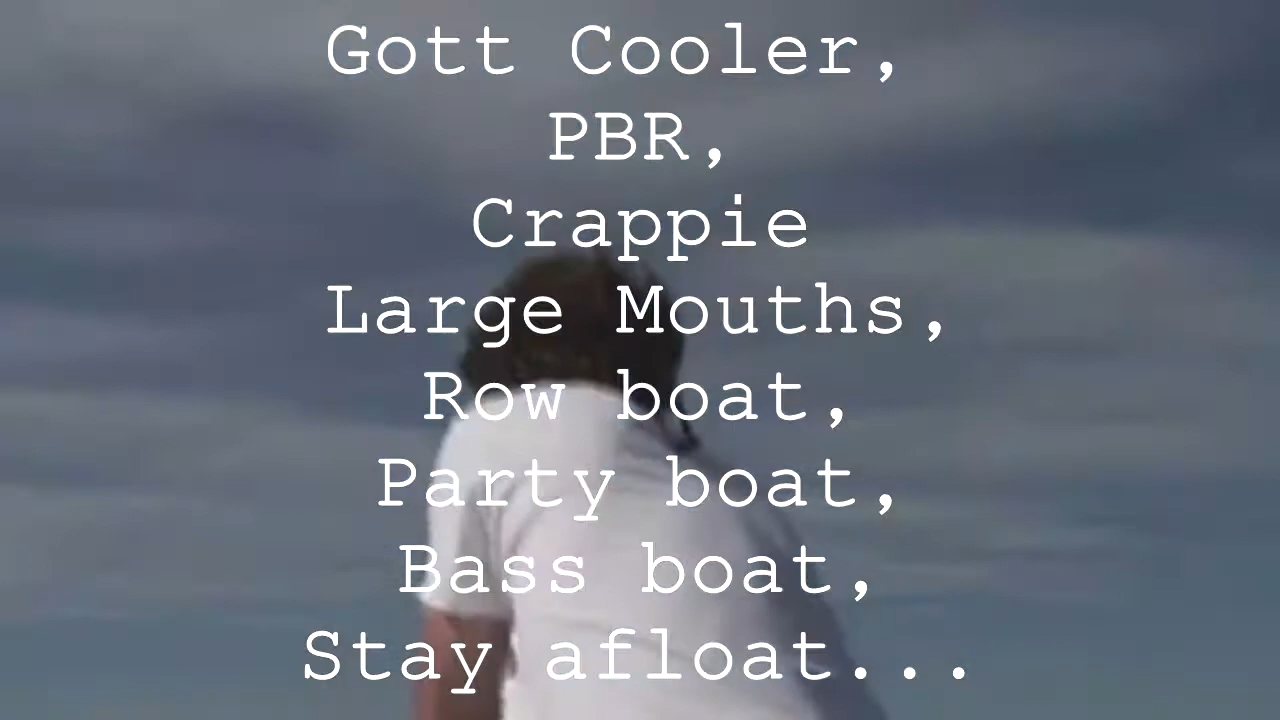 Gott Cooler,
PBR,
Crappie
Large Mouths,
Row boat,
Party boat,
Bass boat,
Stay afloat...